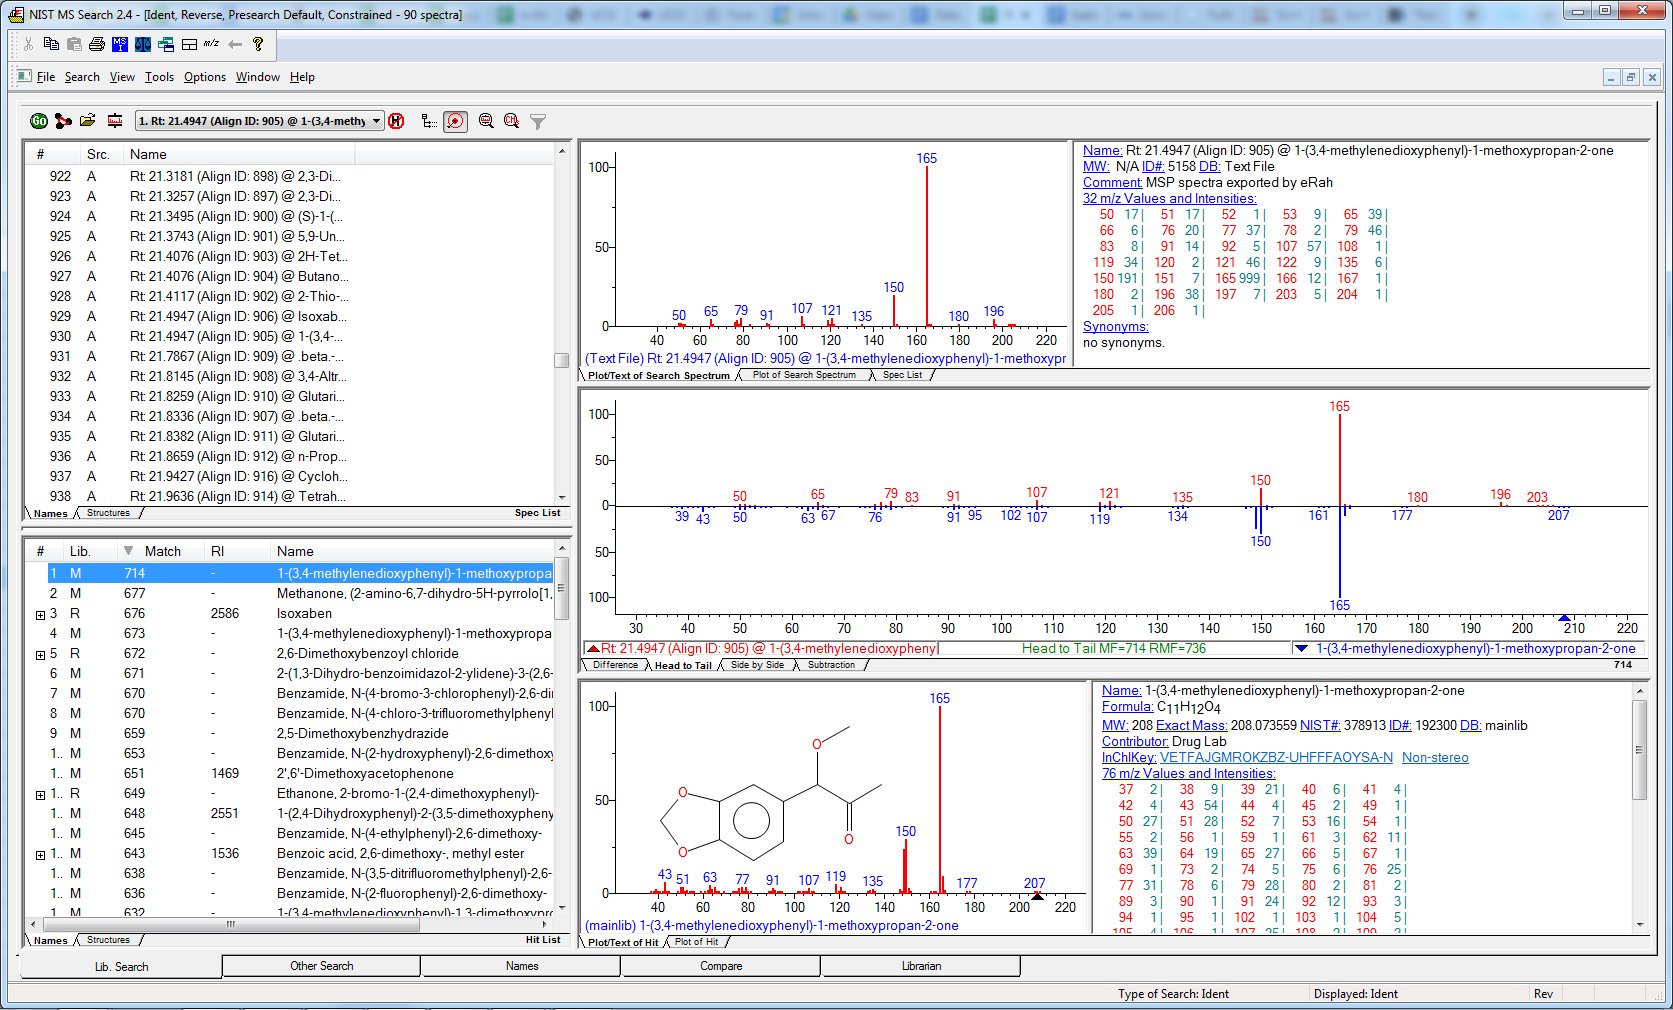 NIST MS Search 2.4 - [Ident, Reverse, Presearch Default, Constrained - 90 spectra]
MS I m/z ?
File Search View Tools Options Window Help
GO 1. Rt: 21.4947 (Align ID: 905) @ 1-(3,4-methy
# Src. Name
922 A Rt: 21.3181 (Align ID: 898) @ 2,3-Di...
923 A Rt: 21.3257 (Align ID: 897) @ 2,3-Di...
924 A Rt: 21.3495 (Align ID: 900) @ (S)-1-(...
925 A Rt: 21.3743 (Align ID: 901) @ 5,9-Un...
926 A Rt: 21.4076 (Align ID: 903) @ 2H-Tet...
927 A Rt: 21.4076 (Align ID: 904) @ Butano...
928 A Rt: 21.4117 (Align ID: 902) @ 2-Thio-...
929 A Rt: 21.4947 (Align ID: 906) @ Isoxab...
930 A Rt: 21.4947 (Align ID: 905) @ 1-(3,4-...
931 A Rt: 21.7867 (Align ID: 909) @ .beta.-...
932 A Rt: 21.8145 (Align ID: 908) @ 3,4-Altr...
933 A Rt: 21.8259 (Align ID: 910) @ Glutari...
934 A Rt: 21.8336 (Align ID: 907) @ .beta.-...
935 A Rt: 21.8382 (Align ID: 911) @ Glutari...
936 A Rt: 21.8659 (Align ID: 912) @ n-Prop...
937 A Rt: 21.9427 (Align ID: 916) @ Cycloh...
938 A Rt: 21.9636 (Align ID: 914) @ Tetrah...
Names Structures Spec List
# Lib. Match RI Name
1 M 714 - 1-(3,4-methylenedioxyphenyl)-1-methoxypropa
2 M 677 - Methanone, (2-amino-6,7-dihydro-5H-pyrrolo[1,
3 R 676 2586 Isoxaben
4 M 673 - 1-(3,4-methylenedioxyphenyl)-1-methoxypropa
5 R 672 - 2,6-Dimethoxybenzoyl chloride
6 M 671 - 2-(1,3-Dihydro-benzoimidazol-2-ylidene)-3-(2,6-
7 M 670 - Benzamide, N-(4-bromo-3-chlorophenyl)-2,6-di
8 M 670 - Benzamide, N-(4-chloro-3-trifluoromethylphenyl
9 M 659 - 2,5-Dimethoxybenzhydrazide
1.. M 653 - Benzamide, N-(2-hydroxyphenyl)-2,6-dimethoxy
1.. M 651 1469 2',6'-Dimethoxyacetophenone
1.. R 649 - Ethanone, 2-bromo-1-(2,4-dimethoxyphenyl)-
1.. M 648 2551 1-(2,4-Dihydroxyphenyl)-2-(3,5-dimethoxyphen
1.. M 645 - Benzamide, N-(4-ethylphenyl)-2,6-dimethoxy-
1.. M 643 1536 Benzoic acid, 2,6-dimethoxy-, methyl ester
1.. M 638 - Benzamide, N-(3,5-ditrifluoromethylphenyl)-2,6-
1.. M 636 - Benzamide, N-(2-fluorophenyl)-2,6-dimethoxy-
1.. M 632 - 1-(3,4-methylenedioxyphenyl)-1,3-dimethoxypro
Names Structures Hit List
100 50 0
50 65 79 91 107 121 135 150 165 180 196
40 60 80 100 120 140 160 180 200 220
(Text File) Rt: 21.4947 (Align ID: 905) @ 1-(3,4-methylenedioxyphenyl)-1-methoxypr
Plot/Text of Search Spectrum Plot of Search Spectrum Spec List
Name: Rt: 21.4947 (Align ID: 905) @ 1-(3,4-methylenedioxyphenyl)-1-methoxypropan-2-one
MW: N/A ID#: 5158 DB: Text File
Comment: MSP spectra exported by eRah
32 m/z Values and Intensities:
50 17| 51 17| 52 1| 53 9| 65 39|
66 6| 76 20| 77 37| 78 2| 79 46|
83 8| 91 14| 92 5| 107 57| 108 1|
119 34| 120 2| 121 46| 122 9| 135 6|
150 191| 151 7| 165 999| 166 12| 167 1|
180 2| 196 38| 197 7| 203 5| 204 1|
205 1| 206 1|
Synonyms:
no synonyms.
100 50 0 50 100
50 65 79 83 91 107 121 135 150 165 180 196 203
39 43 50 63 67 76 91 95 102 107 119 134 150 161 165 177 207
30 40 50 60 70 80 90 100 110 120 130 140 150 160 170 180 190 200 210 220
Rt: 21.4947 (Align ID: 905) @ 1-(3,4-methylenedioxyphenyl Head to Tail MF=714 RMF=736 1-(3,4-methylenedioxyphenyl)-1-methoxypropan-2-one
Difference Head to Tail Side by Side Subtraction 714
100 50 0
O O O O
43 51 63 77 91 107 119 135 150 165 177 207
40 60 80 100 120 140 160 180 200 220
(mainlib) 1-(3,4-methylenedioxyphenyl)-1-methoxypropan-2-one
Plot/Text of Hit Plot of Hit
Name: 1-(3,4-methylenedioxyphenyl)-1-methoxypropan-2-one
Formula: C11H12O4
MW: 208 Exact Mass: 208.073559 NIST#: 378913 ID#: 192300 DB: mainlib
Contributor: Drug Lab
InChIKey: VETFAJGMROKZBZ-UHFFFAOYSA-N Non-stereo
76 m/z Values and Intensities:
37 2| 38 9| 39 21| 40 6| 41 4|
42 4| 43 54| 44 4| 45 2| 49 1|
50 27| 51 28| 52 7| 53 16| 54 1|
55 2| 56 1| 59 1| 61 3| 62 11|
63 39| 64 19| 65 27| 66 5| 67 1|
69 1| 73 2| 74 5| 75 6| 76 25|
77 31| 78 6| 79 28| 80 2| 81 2|
89 3| 90 1| 91 24| 92 12| 93 3|
94 1| 95 1| 102 1| 103 1| 104 5|
Lib. Search Other Search Names Compare Librarian
Type of Search: Ident Displayed: Ident Rev